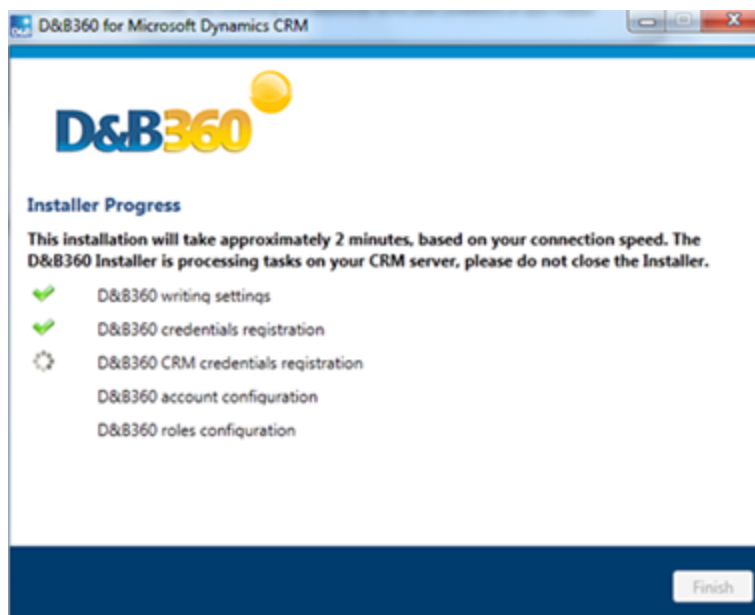 D&B360 for Microsoft Dynamics CRM
D&B360
Installer Progress
This installation will take approximately 2 minutes, based on your connection speed. The
D&B360 Installer is processing tasks on your CRM server, please do not close the Installer.
D&B360 writing settings
D&B360 credentials registration
D&B360 CRM credentials registration
D&B360 account configuration
D&B360 roles configuration
Finish